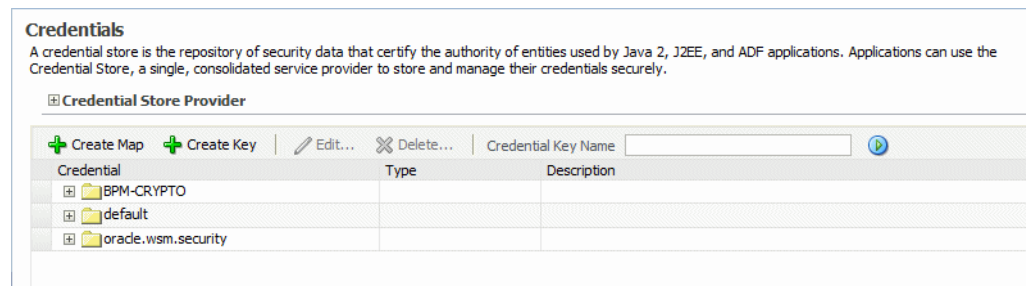 Credentials
A credential store is the repository of security data that certify the authority of entities used by Java 2, J2EE, and ADF applications. Applications can use the
Credential Store, a single, consolidated service provider to store and manage their credentials securely.
Credential Store Provider
Create Map Create Key Edit... Delete... Credential Key Name
Credential Type Description
BPM-CRYPTO
default
oracle.wsm.security